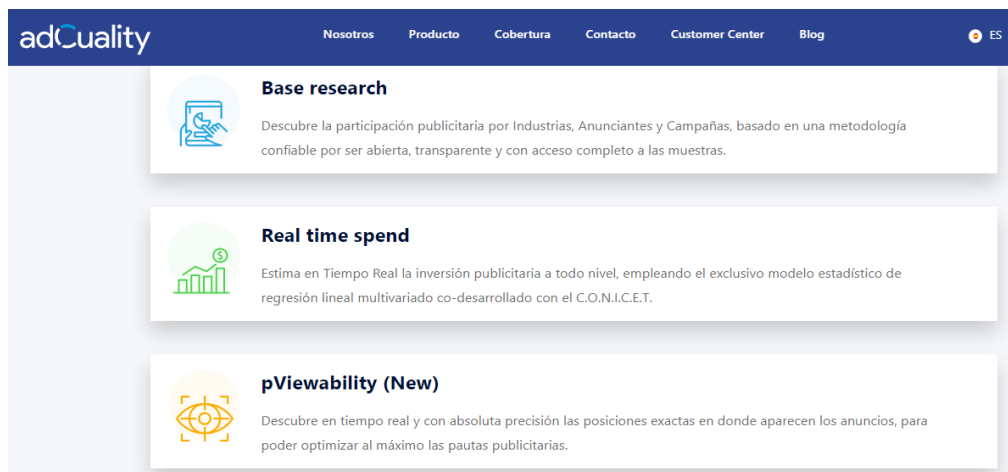 adCuality
Nosotros Producto Cobertura Contacto Customer Center Blog ES
Base research
Descubre la participación publicitaria por Industrias, Anunciantes y Campañas, basado en una metodología
confiable por ser abierta, transparente y con acceso completo a las muestras.
$
Real time spend
Estima en Tiempo Real la inversión publicitaria a todo nivel, empleando el exclusivo modelo estadístico de
regresión lineal multivariado co-desarrollado con el C.O.N.I.C.E.T.
pViewability (New)
Descubre en tiempo real y con absoluta precisión las posiciones exactas en donde aparecen los anuncios, para
poder optimizar al máximo las pautas publicitarias.